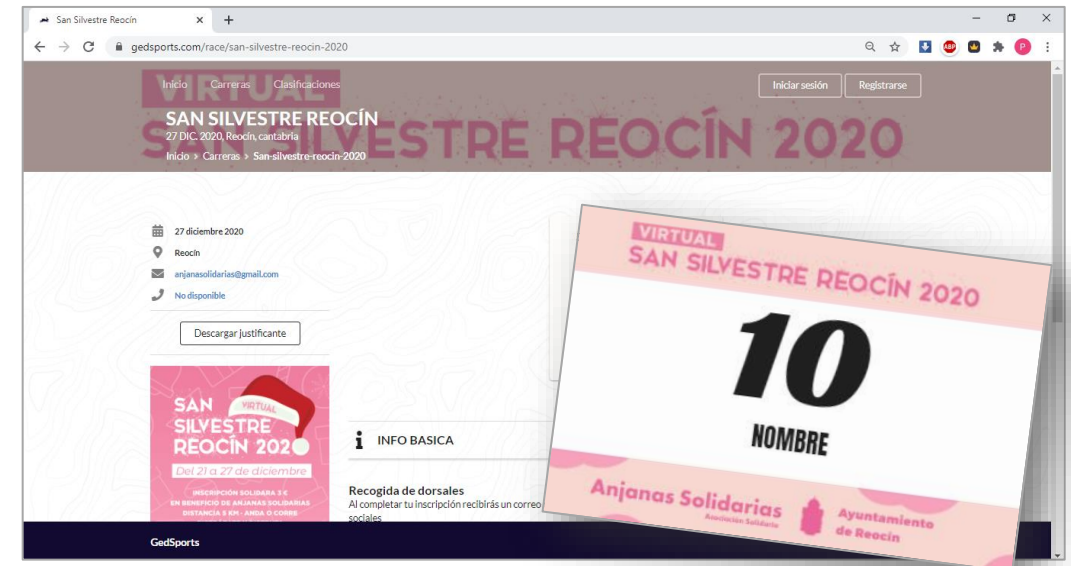 San Silvestre Reocín
gedsports.com/race/san-silvestre-reocin-2020
ABP
P
VIRTUAL
SAN SILVESTRE REOCÍN 2020
Inicio Carreras Clasificaciones
Iniciar sesión Registrarse
SAN SILVESTRE REOCÍN
27 DIC. 2020, Reocín, cantabria
Inicio > Carreras > San-silvestre-reocin-2020
27 diciembre 2020
Reocín
anjanasolidarias@gmail.com
No disponible
Descargar justificante
SAN VIRTUAL
SILVESTRE
REOCÍN 202
Del 21 a 27 de diciembre
INSCRIPCIÓN SOLIDARA 3 €
EN BENEFICIO DE ANJANAS SOLIDARIAS
DISTANCIA 5 KM - ANDA O CORRE
INFO BASICA
Recogida de dorsales
Al completar tu inscripción recibirás un correo
sociales
GedSports
VIRTUAL
SAN SILVESTRE REOCÍN 2020
10
NOMBRE
Anjanas Solidarias
Asociación Solidaria
Ayuntamiento
de Reocín